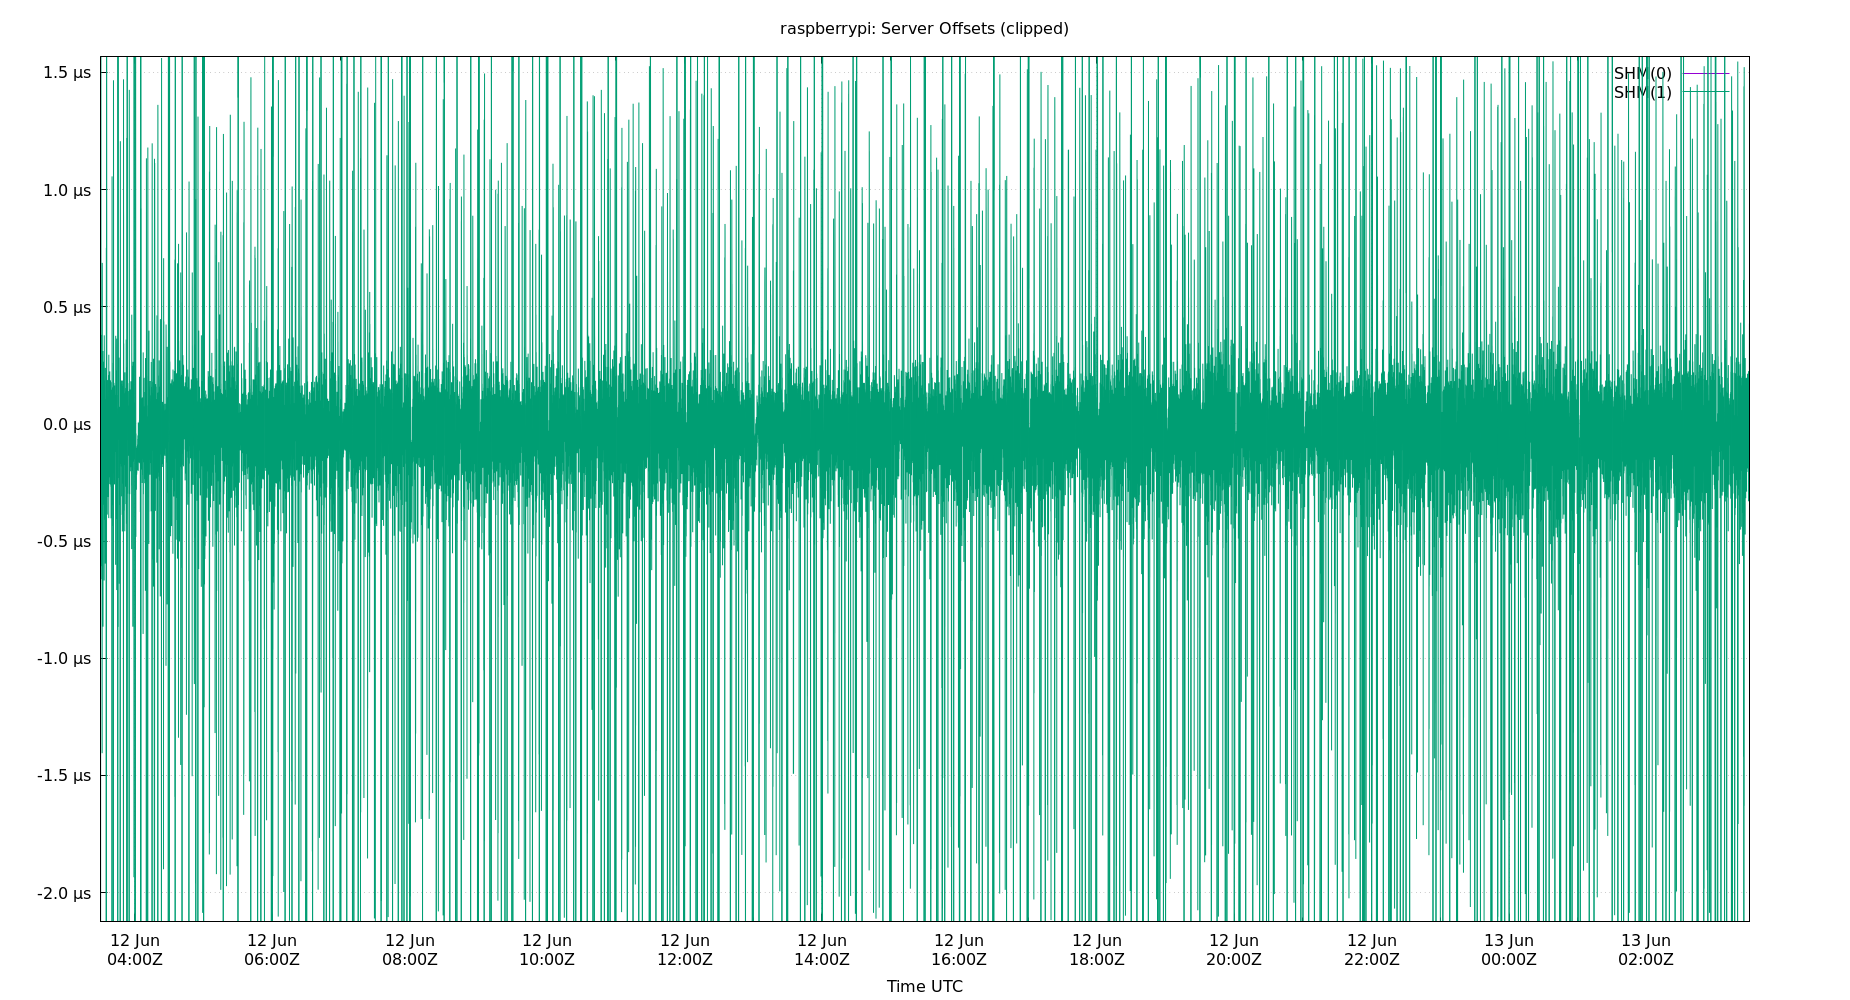 raspberrypi: Server Offsets (clipped)
SHM(0)
SHM(1)
1.5 µs
1.0 µs
0.5 µs
0.0 µs
-0.5 µs
-1.0 µs
-1.5 µs
-2.0 µs
12 Jun 12 Jun 12 Jun 12 Jun 12 Jun 12 Jun 12 Jun 12 Jun 12 Jun 12 Jun 13 Jun 13 Jun
04:00Z 06:00Z 08:00Z 10:00Z 12:00Z 14:00Z 16:00Z 18:00Z 20:00Z 22:00Z 00:00Z 02:00Z
Time UTC